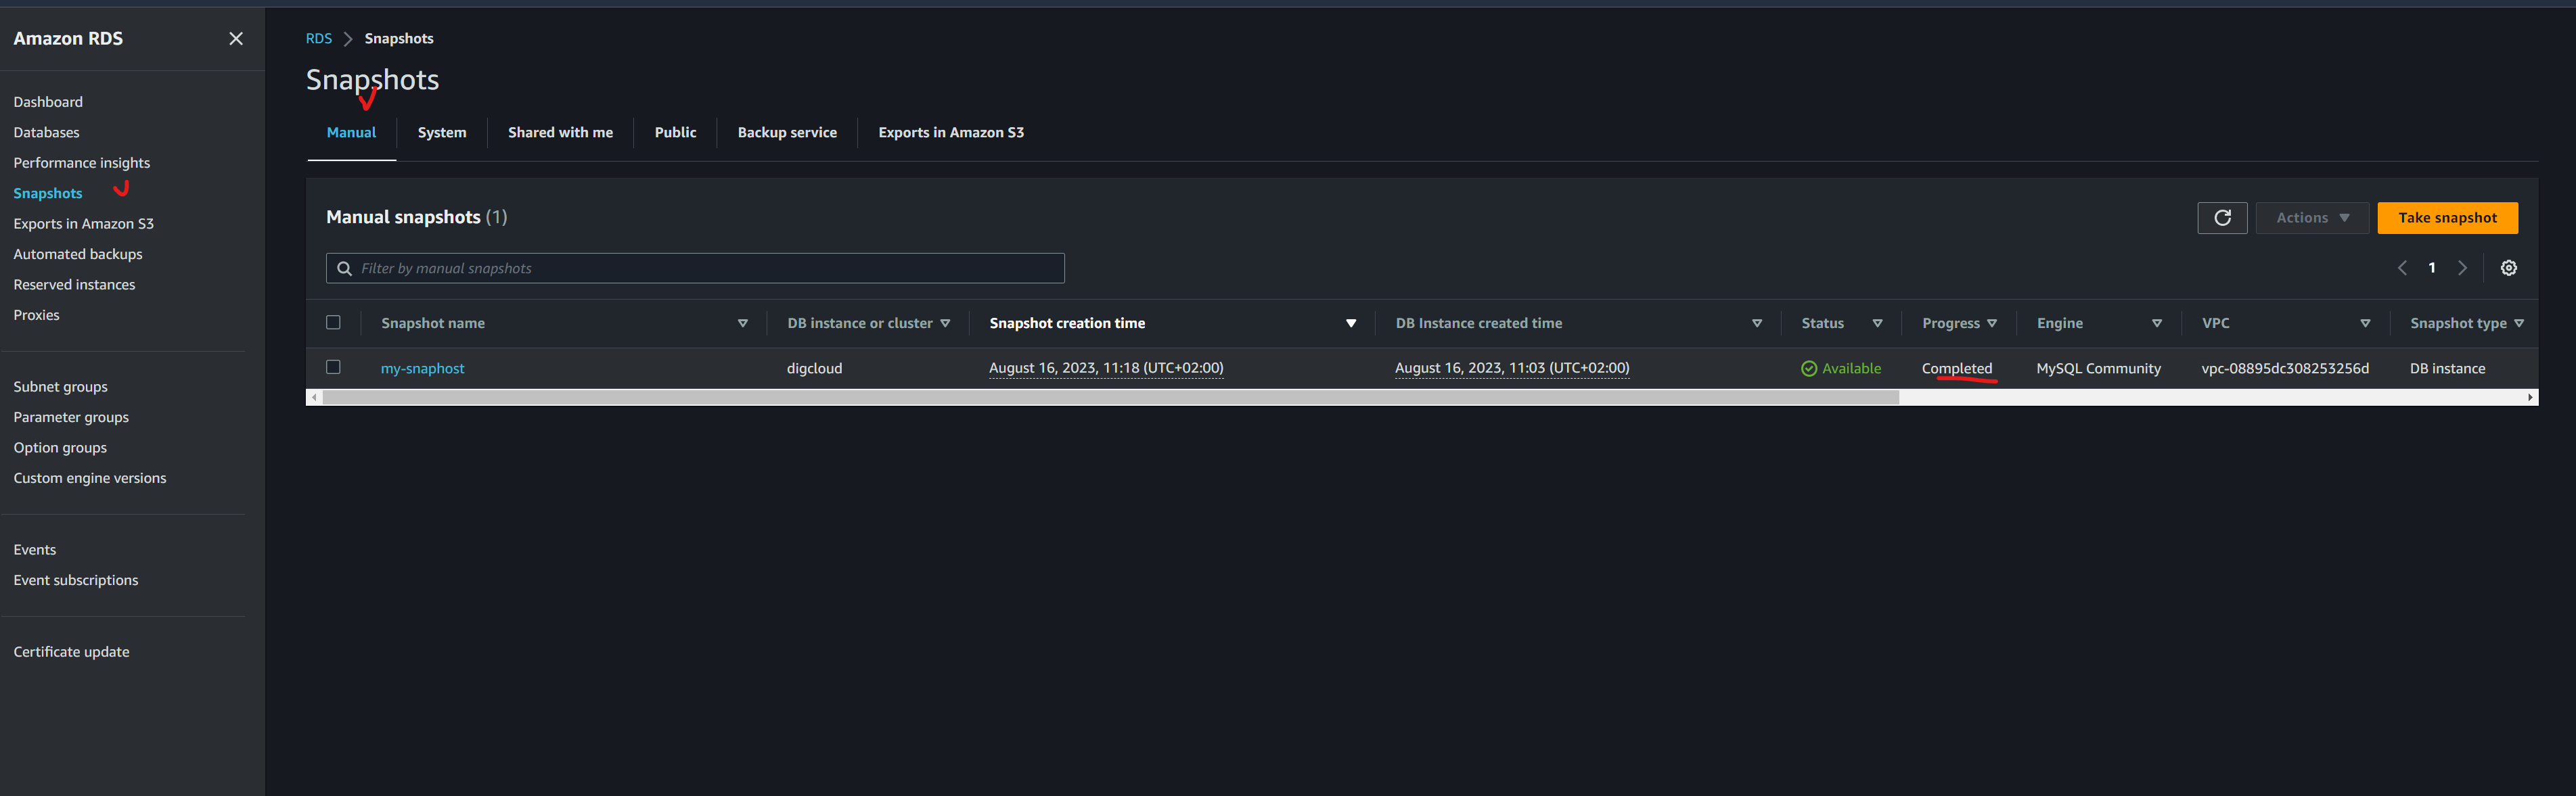 Amazon RDS
Dashboard
Databases
Performance insights
Snapshots
Exports in Amazon S3
Automated backups
Reserved instances
Proxies
Subnet groups
Parameter groups
Option groups
Custom engine versions
Events
Event subscriptions
Certificate update
RDS Snapshots
Snapshots
Manual System Shared with me Public Backup service Exports in Amazon S3
Manual snapshots (1)
Actions Take snapshot
Filter by manual snapshots
1
Snapshot name DB instance or cluster Snapshot creation time DB Instance created time Status Progress Engine VPC Snapshot type
my-snaphost digcloud August 16, 2023, 11:18 (UTC+02:00) August 16, 2023, 11:03 (UTC+02:00) Available Completed MySQL Community vpc-08895dc308253256d DB instance